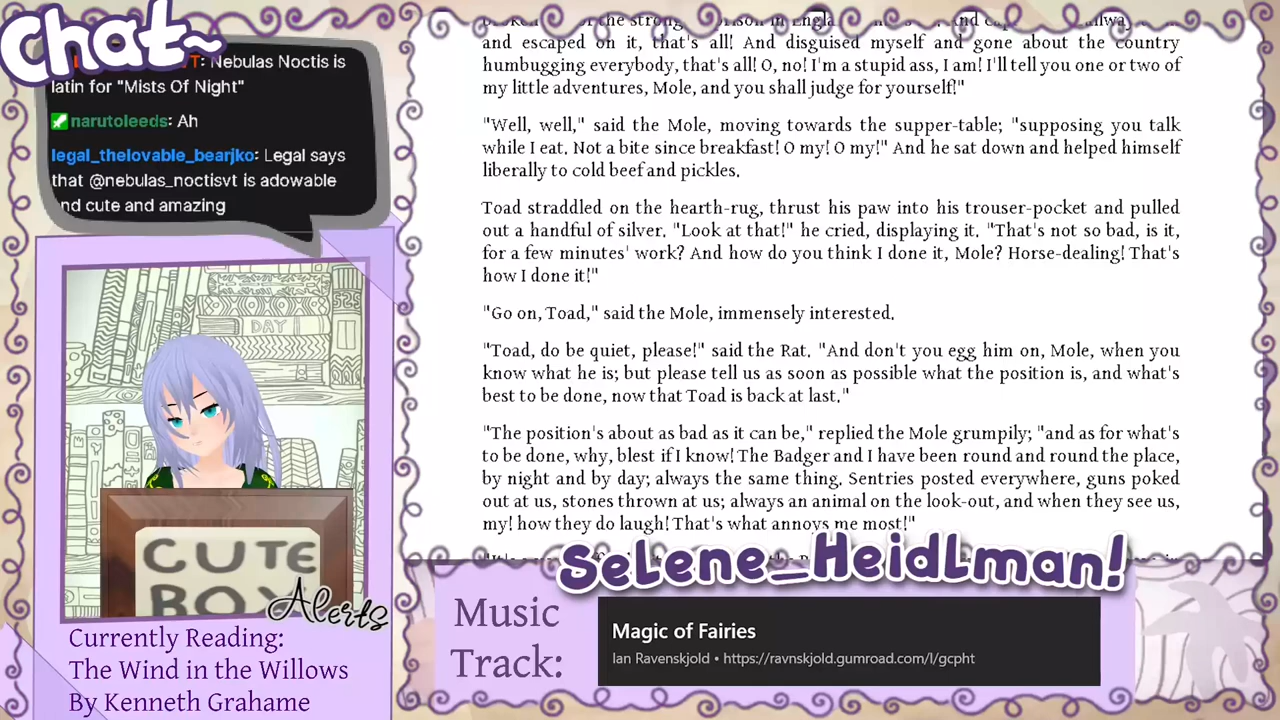 Chat~
T: Nebulas Noctis is
latin for "Mists Of Night"
narutoleeds: Ah
legal_thelovable_bearjko: Legal says
that @nebulas_noctisvt is adowable
and cute and amazing
DAY
CUTE
BOX
Alerts
Currently Reading:
The Wind in the Willows
By Kenneth Grahame
the strong
and escaped on it, that's all! And disguised myself and gone about the country
humbugging everybody, that's all! O, no! I'm a stupid ass, I am! I'll tell you one or two of
my little adventures, Mole, and you shall judge for yourself!"
"Well, well," said the Mole, moving towards the supper-table; "supposing you talk
while I eat. Not a bite since breakfast! O my! O my!" And he sat down and helped himself
liberally to cold beef and pickles.
Toad straddled on the hearth-rug, thrust his paw into his trouser-pocket and pulled
out a handful of silver. "Look at that!" he cried, displaying it. "That's not so bad, is it,
for a few minutes' work? And how do you think I done it, Mole? Horse-dealing! That's
how I done it!"
"Go on, Toad," said the Mole, immensely interested.
"Toad, do be quiet, please!" said the Rat. "And don't you egg him on, Mole, when you
know what he is; but please tell us as soon as possible what the position is, and what's
best to be done, now that Toad is back at last."
"The position's about as bad as it can be," replied the Mole grumpily; "and as for what's
to be done, why, blest if I know! The Badger and I have been round and round the place,
by night and by day; always the same thing. Sentries posted everywhere, guns poked
out at us, stones thrown at us; always an animal on the look-out, and when they see us,
my! how they do laugh! That's what annoys me most!"
Selene_Heidlman!
Music
Track:
Magic of Fairies
Ian Ravenskjold • https://ravnskjold.gumroad.com/l/gcpht